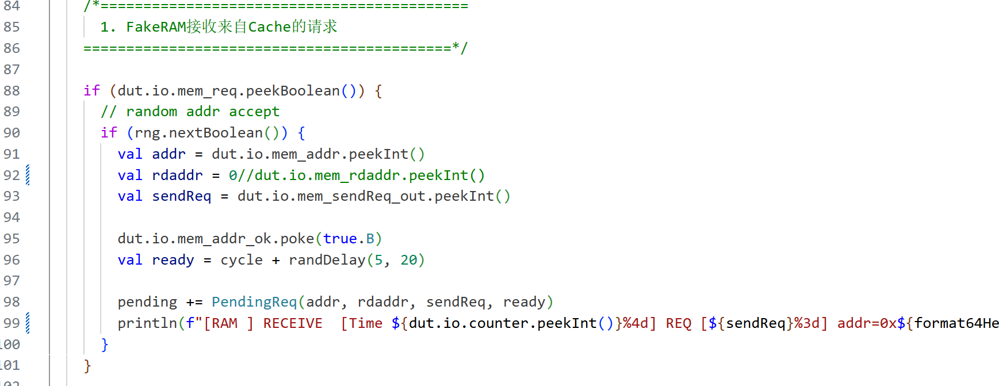 84 /*===========================================
85 1. FakeRAM接收来自Cache的请求
86 ===========================================*/
87
88 if (dut.io.mem_req.peekBoolean()) {
89 // random addr accept
90 if (rng.nextBoolean()) {
91 val addr = dut.io.mem_addr.peekInt()
92 val rdaddr = 0//dut.io.mem_rdaddr.peekInt()
93 val sendReq = dut.io.mem_sendReq_out.peekInt()
94
95 dut.io.mem_addr_ok.poke(true.B)
96 val ready = cycle + randDelay(5, 20)
97
98 pending += PendingReq(addr, rdaddr, sendReq, ready)
99 println(f"[RAM ] RECEIVE  [Time ${dut.io.counter.peekInt()}%4d] REQ [${sendReq}%3d] addr=0x${format64He
100 }
101 }
102